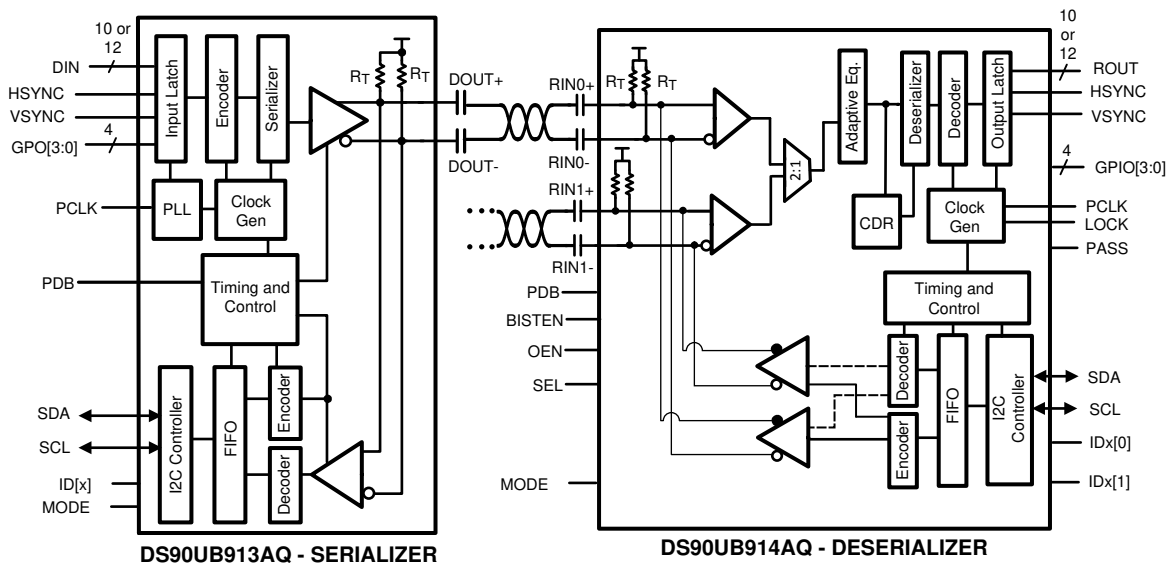 10 or
12
DIN
HSYNC
VSYNC
4
GPO[3:0]
PCLK
PDB
SDA
SCL
ID[x]
MODE
Input Latch
Encoder
Serializer
PLL
Clock
Gen
Timing and
Control
I2C Controller
FIFO
Encoder
Decoder
RT
RT
DOUT+
DOUT-
DS90UB913AQ - SERIALIZER
RIN0+
RIN0-
RIN1+
RIN1-
PDB
BISTEN
OEN
SEL
MODE
RT
RT
2:1
Adaptive Eq.
Deserializer
Decoder
Output Latch
CDR
Clock
Gen
Timing and
Control
Decoder
Encoder
FIFO
I2C
Controller
10
or
12
ROUT
HSYNC
VSYNC
4
GPIO[3:0]
PCLK
LOCK
PASS
SDA
SCL
IDx[0]
IDx[1]
DS90UB914AQ - DESERIALIZER